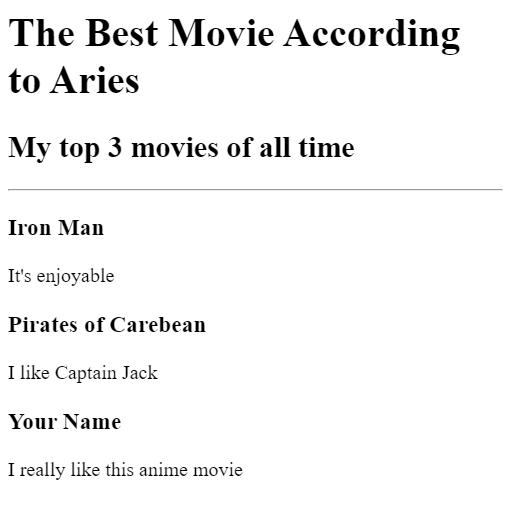 The Best Movie According
to Aries
My top 3 movies of all time
Iron Man
It's enjoyable
Pirates of Carebean
I like Captain Jack
Your Name
I really like this anime movie